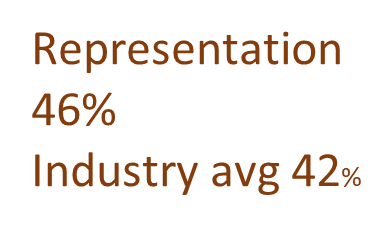 Representation
46%
Industry avg 42%